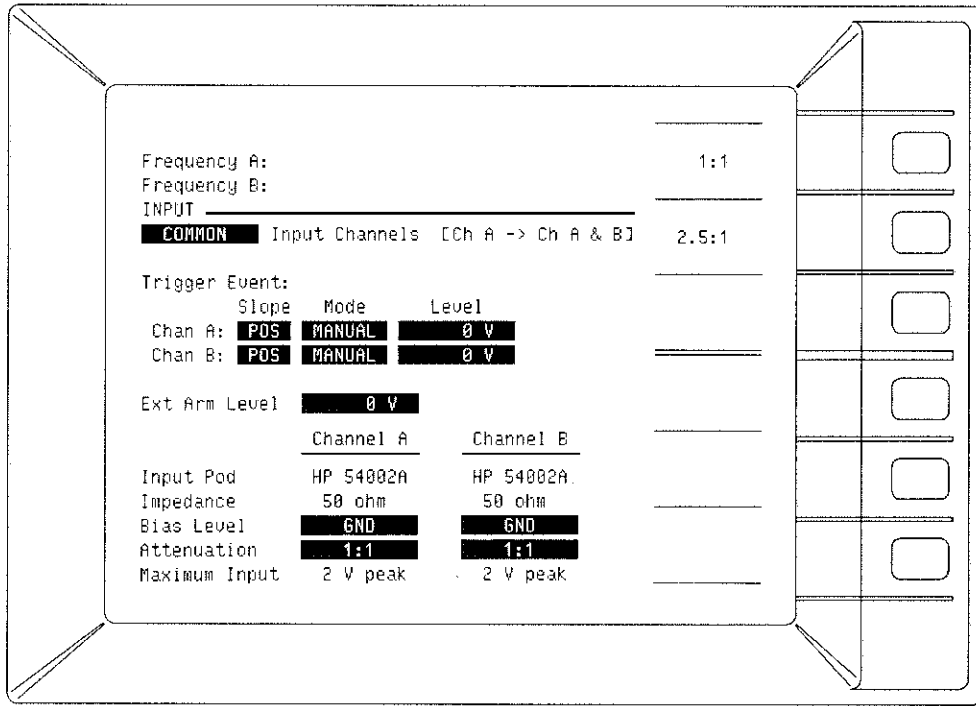 Frequency A:
1:1
Frequency B:
INPUT
COMMON Input Channels [Ch A -> Ch A & B]
2.5:1
Trigger Event:
Slope Mode Level
Chan A: POS MANUAL 0 V
Chan B: POS MANUAL 0 V
Ext Arm Level 0 V
Channel A Channel B
Input Pod HP 54002A HP 54002A
Impedance 50 ohm 50 ohm
Bias Level GND GND
Attenuation 1:1 1:1
Maximum Input 2 V peak 2 V peak